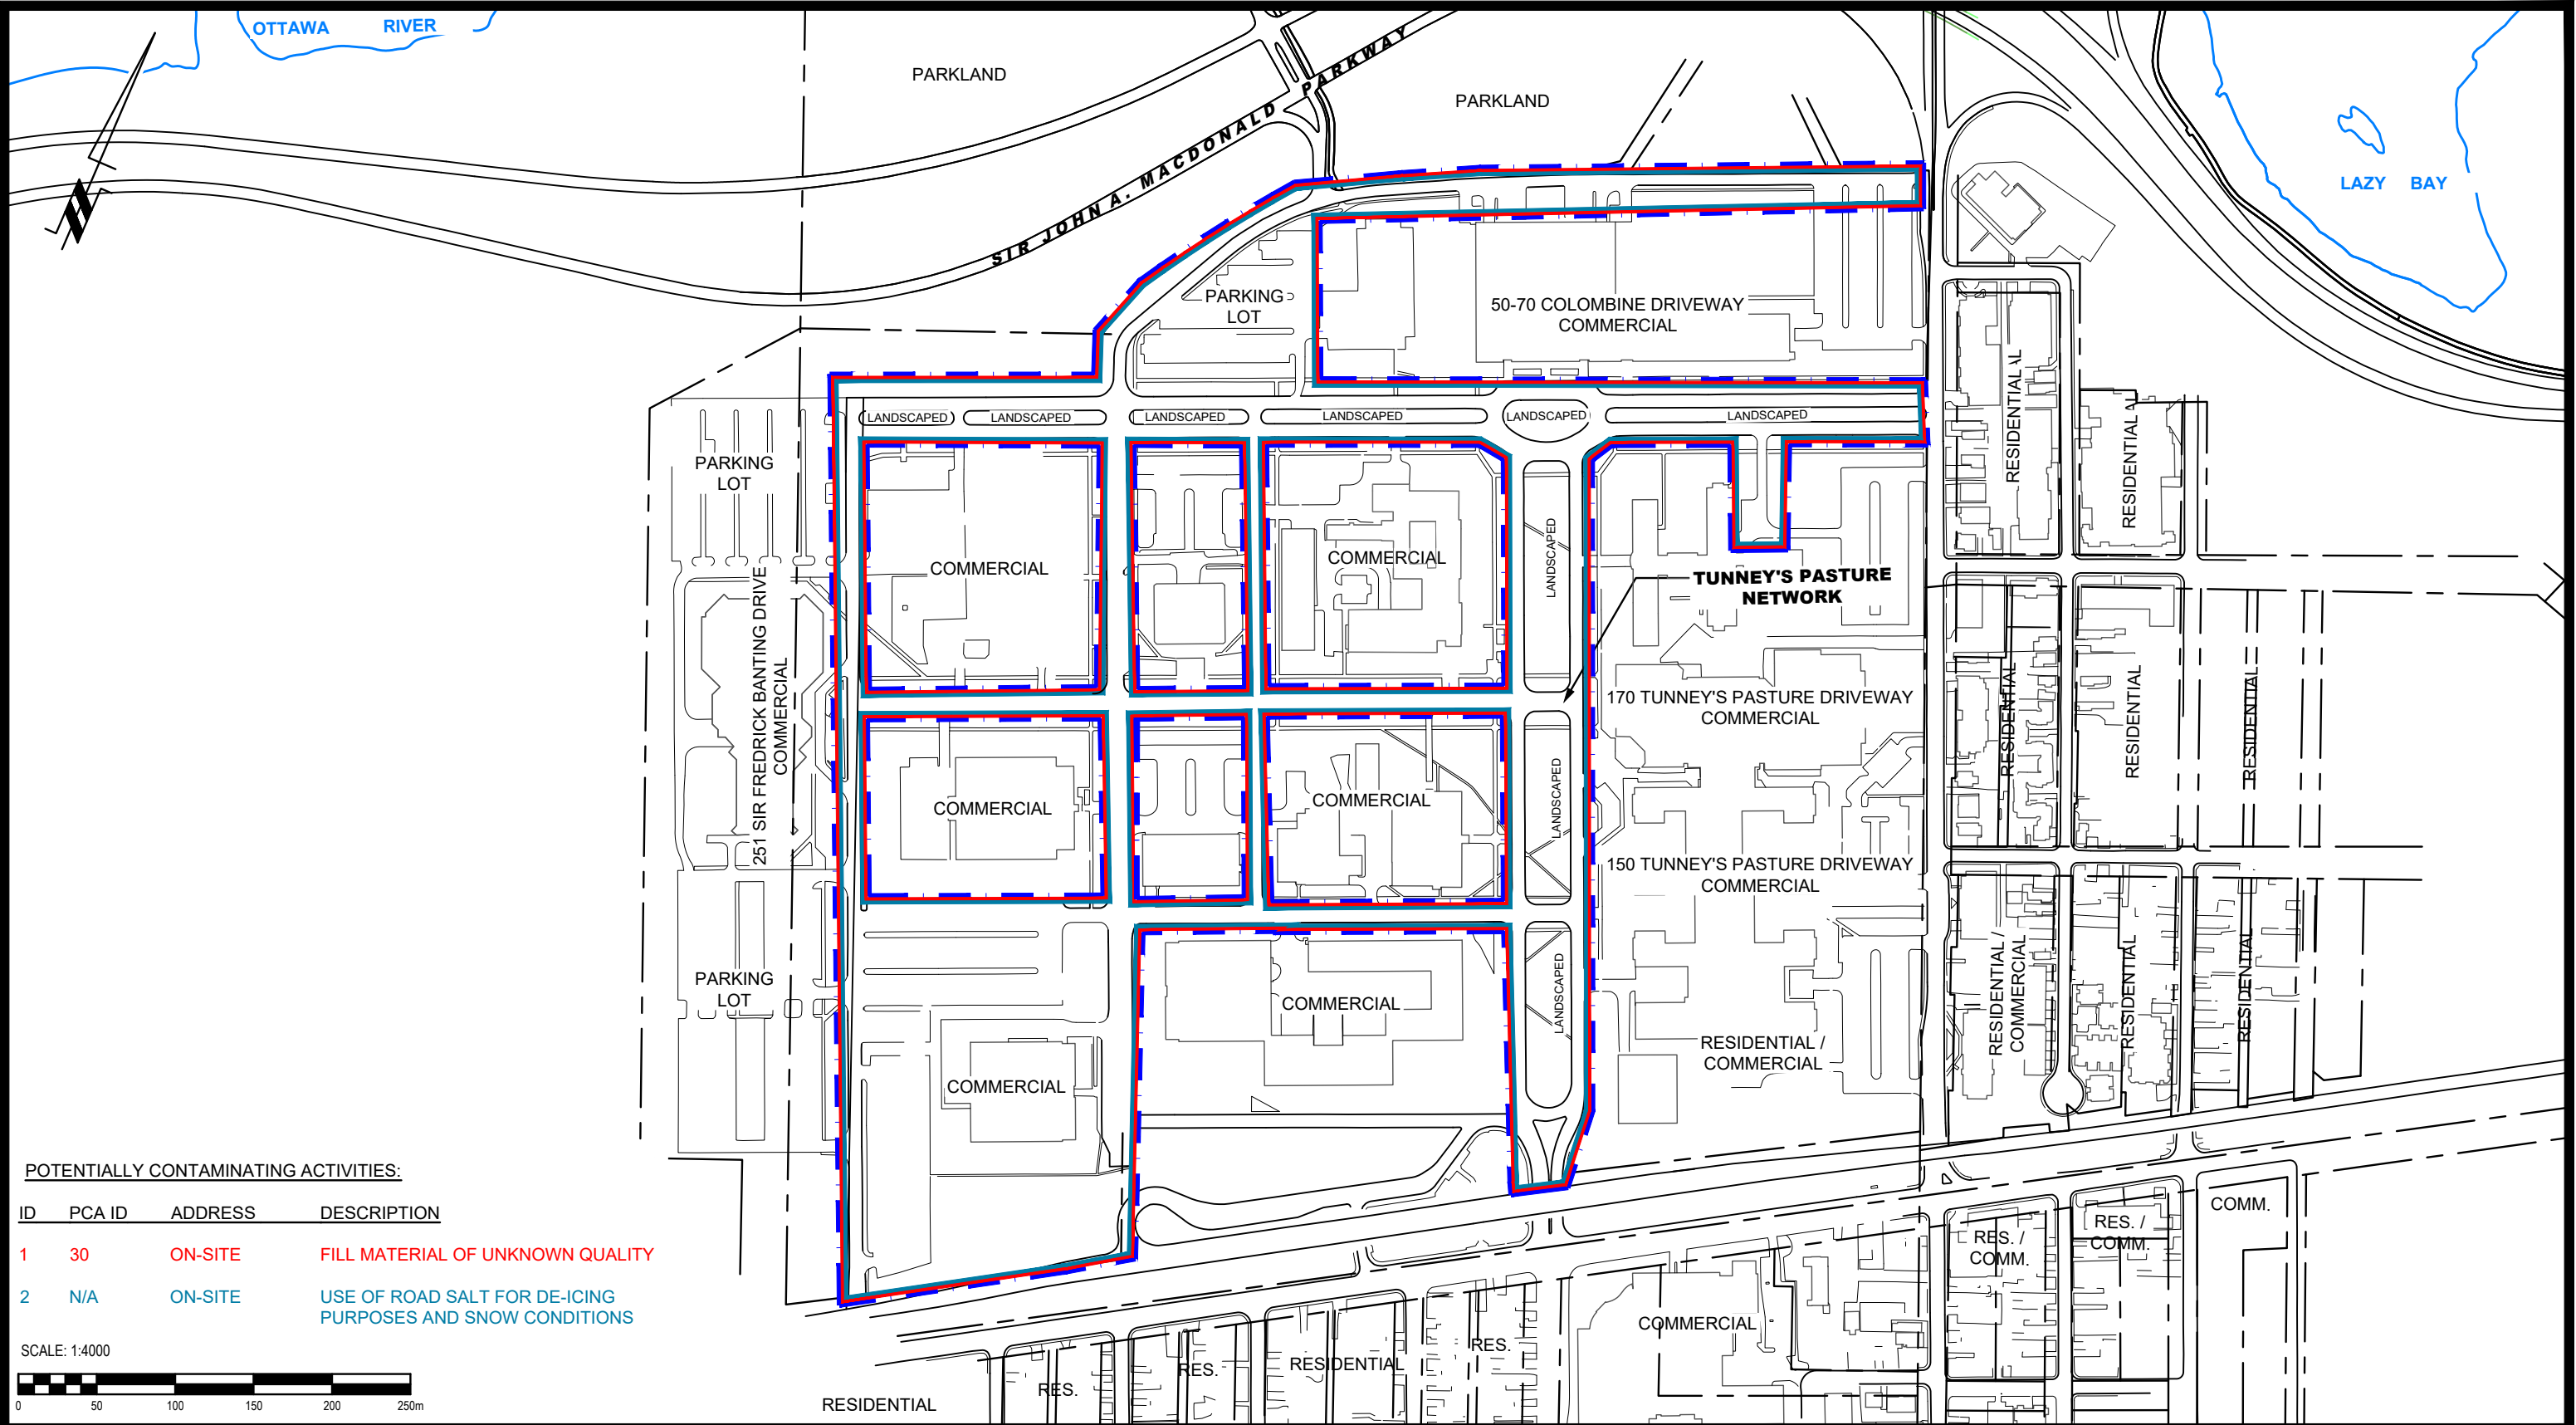 OTTAWA RIVER
PARKLAND
PARKLAND
SIR JOHN A. MACDONALD PARKWAY
LAZY BAY
PARKING
LOT
50-70 COLOMBINE DRIVEWAY
COMMERCIAL
LANDSCAPED
LANDSCAPED
LANDSCAPED
LANDSCAPED
LANDSCAPED
LANDSCAPED
RESIDENTIAL
RESIDENTIAL
PARKING
LOT
COMMERCIAL
COMMERCIAL
LANDSCAPED
TUNNEY'S PASTURE
NETWORK
251 SIR FREDRICK BANTING DRIVE
COMMERCIAL
170 TUNNEY'S PASTURE DRIVEWAY
COMMERCIAL
RESIDENTIAL
RESIDENTIAL
RESIDENTIAL
COMMERCIAL
COMMERCIAL
LANDSCAPED
150 TUNNEY'S PASTURE DRIVEWAY
COMMERCIAL
PARKING
LOT
COMMERCIAL
LANDSCAPED
RESIDENTIAL /
COMMERCIAL
RESIDENTIAL
RESIDENTIAL
COMMERCIAL
RESIDENTIAL /
COMMERCIAL
POTENTIALLY CONTAMINATING ACTIVITIES:
ID PCA ID ADDRESS DESCRIPTION
1 30 ON-SITE FILL MATERIAL OF UNKNOWN QUALITY
2 N/A ON-SITE USE OF ROAD SALT FOR DE-ICING
PURPOSES AND SNOW CONDITIONS
SCALE: 1:4000
0 50 100 150 200 250m
COMM.
RES. /
COMM.
RES. /
COMM.
COMMERCIAL
RES.
RESIDENTIAL
RES.
RES.
RESIDENTIAL